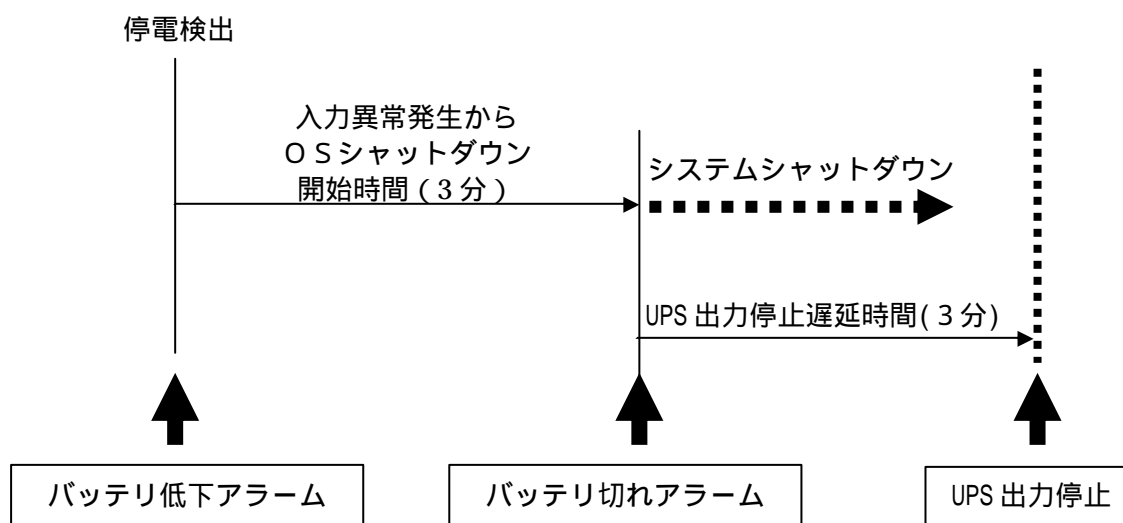 停電検出
入力異常発生から
ＯＳシャットダウン
開始時間(３分)
システムシャットダウン
UPS 出力停止遅延時間(３分)
バッテリ低下アラーム
バッテリ切れアラーム
UPS 出力停止